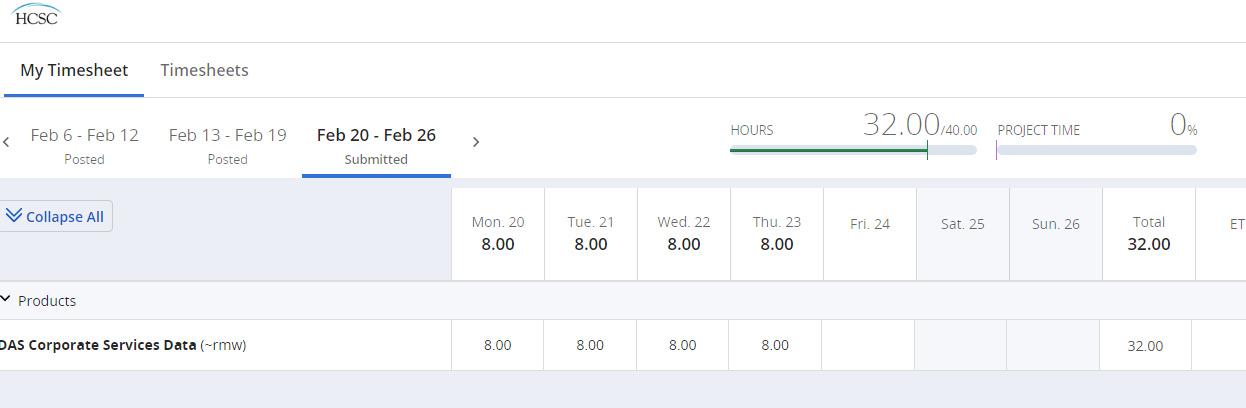 HCSC
My Timesheet Timesheets
Feb 6 - Feb 12 Feb 13 - Feb 19 Feb 20 - Feb 26
Posted Posted Submitted
HOURS 32.00/40.00 PROJECT TIME 0%
Collapse All
Mon. 20 Tue. 21 Wed. 22 Thu. 23 Fri. 24 Sat. 25 Sun. 26 Total ET
8.00 8.00 8.00 8.00 32.00
Products
DAS Corporate Services Data (~rmw) 8.00 8.00 8.00 8.00 32.00